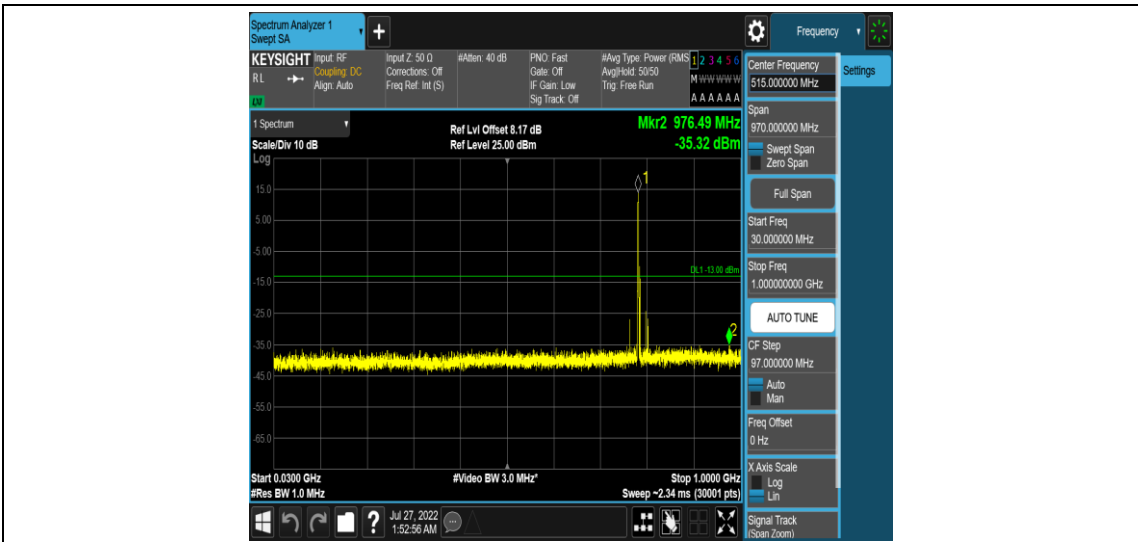 Spectrum Analyzer 1
Swept SA
+
Frequency
KEYSIGHT
RL
LXI
Input: RF
Coupling: DC
Align: Auto
Input Z: 50 Ω
Corrections: Off
Freq Ref: Int (S)
#Atten: 40 dB
PNO: Fast
Gate: Off
IF Gain: Low
Sig Track: Off
#Avg Type: Power (RMS
Avg|Hold: 50/50
Trig: Free Run
1 2 3 4 5 6
M W W W W W
A A A A A A
Center Frequency
515.000000 MHz
Settings
1 Spectrum
Scale/Div 10 dB
Log
Ref Lvl Offset 8.17 dB
Ref Level 25.00 dBm
Mkr2 976.49 MHz
-35.32 dBm
Span
970.000000 MHz
Swept Span
Zero Span
Full Span
Start Freq
30.000000 MHz
Stop Freq
1.000000000 GHz
AUTO TUNE
CF Step
97.000000 MHz
Auto
Man
Freq Offset
0 Hz
X Axis Scale
Log
Lin
Signal Track
(Span Zoom)
1
15.0
5.00
-5.00
DL1 -13.00 dBm
-15.0
-25.0
2
-35.0
-45.0
-55.0
-65.0
Start 0.0300 GHz
#Res BW 1.0 MHz
#Video BW 3.0 MHz*
Stop 1.0000 GHz
Sweep ~2.34 ms (30001 pts)
?
Jul 27, 2022
1:52:56 AM